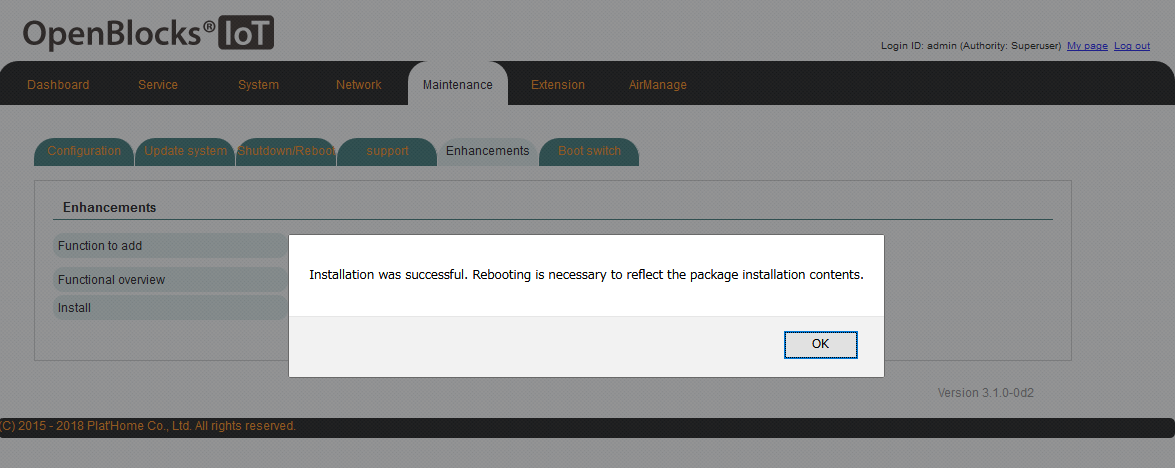 OpenBlocks® IoT
Login ID: admin (Authority: Superuser) My page Log out
Dashboard Service System Network Maintenance Extension AirManage
Configuration Update system Shutdown/Reboot support Enhancements Boot switch
Enhancements
Function to add
Functional overview
Install
Installation was successful. Rebooting is necessary to reflect the package installation contents.
OK
Version 3.1.0-0d2
(C) 2015 - 2018 Plat'Home Co., Ltd. All rights reserved.